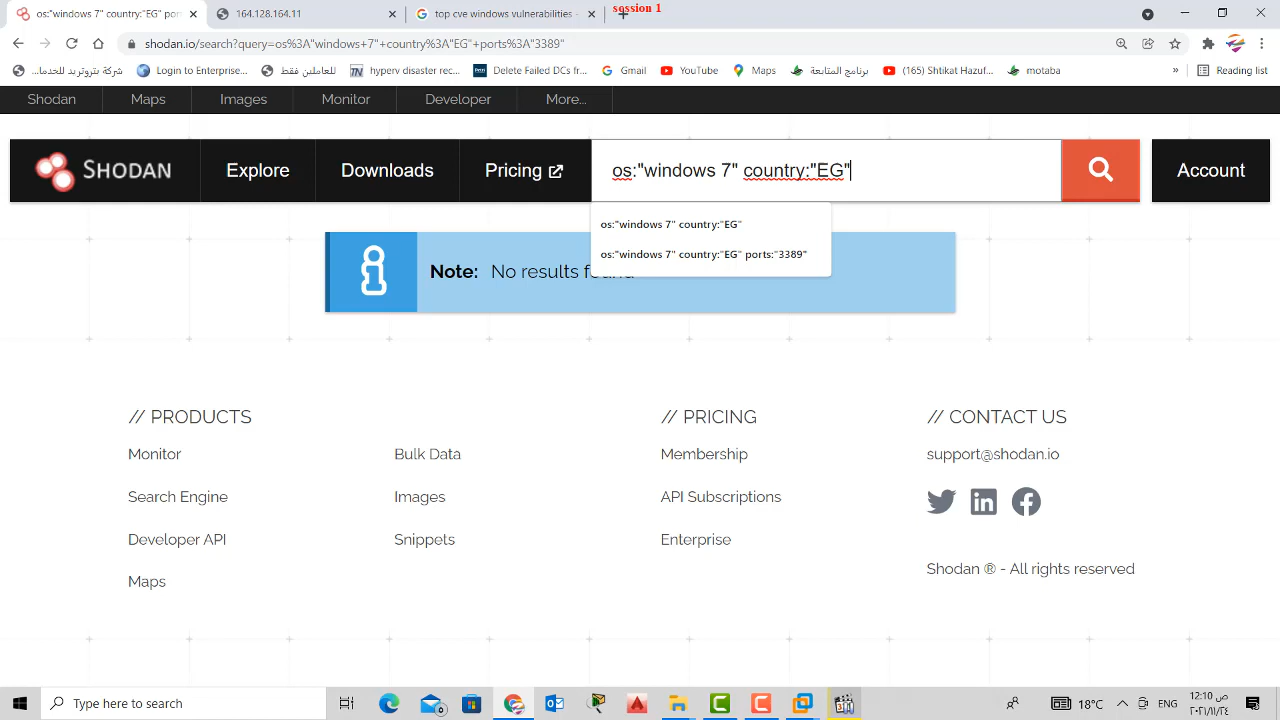 session 1
os:"windows 7" country:"EG" por
164.128.164.11
top cve windows vulnerabilities -
shodan.io/search?query=os%3A"windows+7"+country%3A"EG"+ports%3A"3389"
شركة بتروتريد للخدما...
Login In Enterprise...
للعاملين فقط
hyperv disaster rec...
Delete Failed DCs fr...
Gmail
YouTube
Maps
برنامج المتابعة...
(165) Shtikat Hazuf...
motaba
»
Reading list
Shodan
Maps
Images
Monitor
Developer
More...
SHODAN
Explore
Downloads
Pricing
os:"windows 7" country:"EG"
Account
os:"windows 7" country:"EG"
os:"windows 7" country:"EG" ports:"3389"
Note: No results found
// PRODUCTS
Monitor
Search Engine
Developer API
Maps
Bulk Data
Images
Snippets
// PRICING
Membership
API Subscriptions
Enterprise
// CONTACT US
support@shodan.io
Shodan ® - All rights reserved
Type here to search
18°C
ENG
12:10 ص